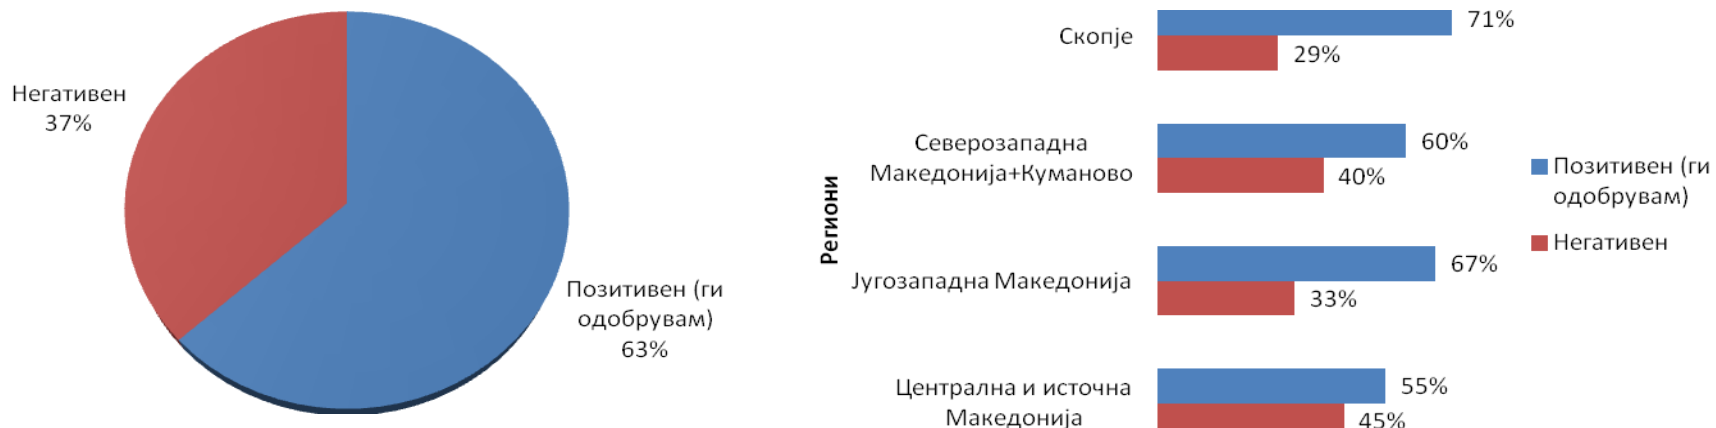 Негативен
37%
Позитивен (ги
одобрувам)
63%
Региони
Скопје
71%
29%
Северозападна
Македонија+Куманово
60%
40%
Југозападна Македонија
67%
33%
Централна и источна
Македонија
55%
45%
Позитивен (ги
одобрувам)
Негативен